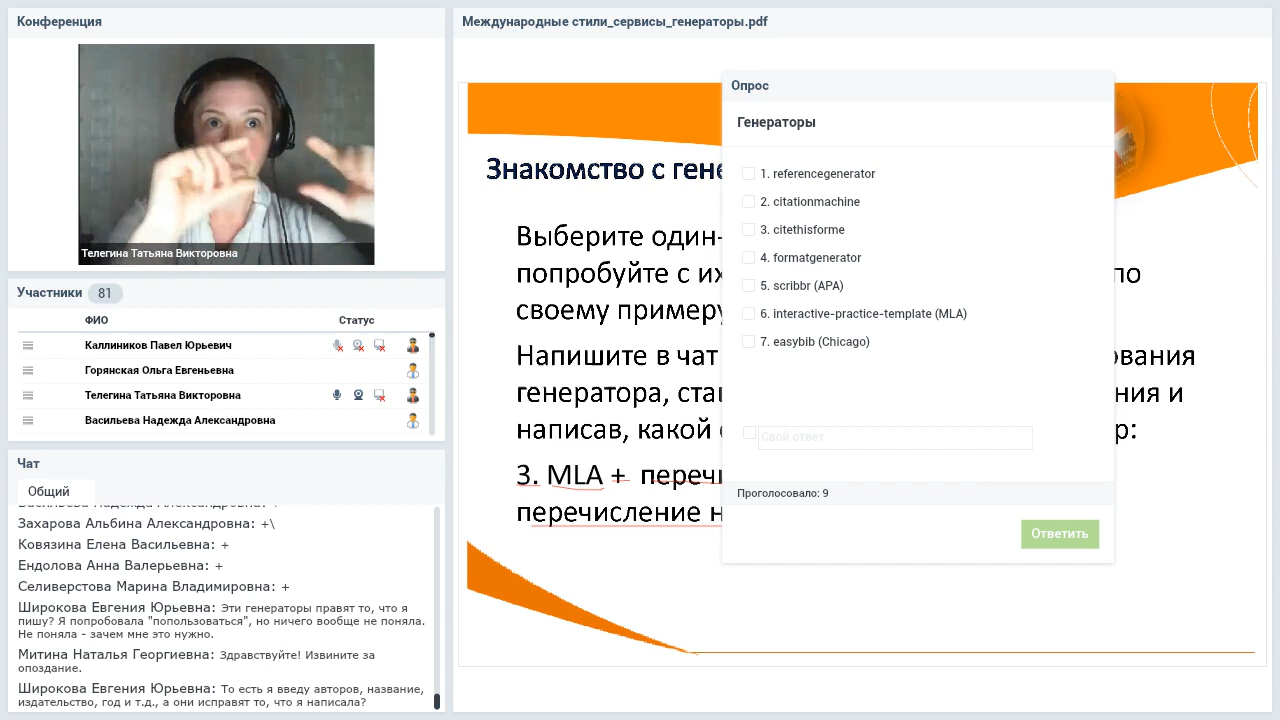 Конференция
Телегина Татьяна Викторовна
Участники 81
ФИО Статус
Каллиников Павел Юрьевич
Горянская Ольга Евгеньевна
Телегина Татьяна Викторовна
Васильева Надежда Александровна
Чат
Общий
Васильева Надежда Александровна: +
Захарова Альбина Александровна: +\
Ковязина Елена Васильевна: +
Ендолова Анна Валерьевна: +
Селиверстова Марина Владимировна: +
Широкова Евгения Юрьевна: Эти генераторы правят то, что я
пишу? Я попробовала "попользоваться", но ничего вообще не поняла.
Не поняла - зачем мне это нужно.
Митина Наталья Георгиевна: Здравствуйте! Извините за
опоздание.
Широкова Евгения Юрьевна: То есть я введу авторов, название,
издательство, год и т.д., а они исправят то, что я написала?
Международные стили_сервисы_генераторы.pdf
Знакомство с гене
Выберите один-
попробуйте с их по
своему примеру
Напишите в чат ования
генератора, ста ния и
написав, какой р:
3. MLA + переч
перечисление н
Опрос
Генераторы
1. referencegenerator
2. citationmachine
3. citethisforme
4. formatgenerator
5. scribbr (APA)
6. interactive-practice-template (MLA)
7. easybib (Chicago)
Свой ответ
Проголосовало: 9
Ответить